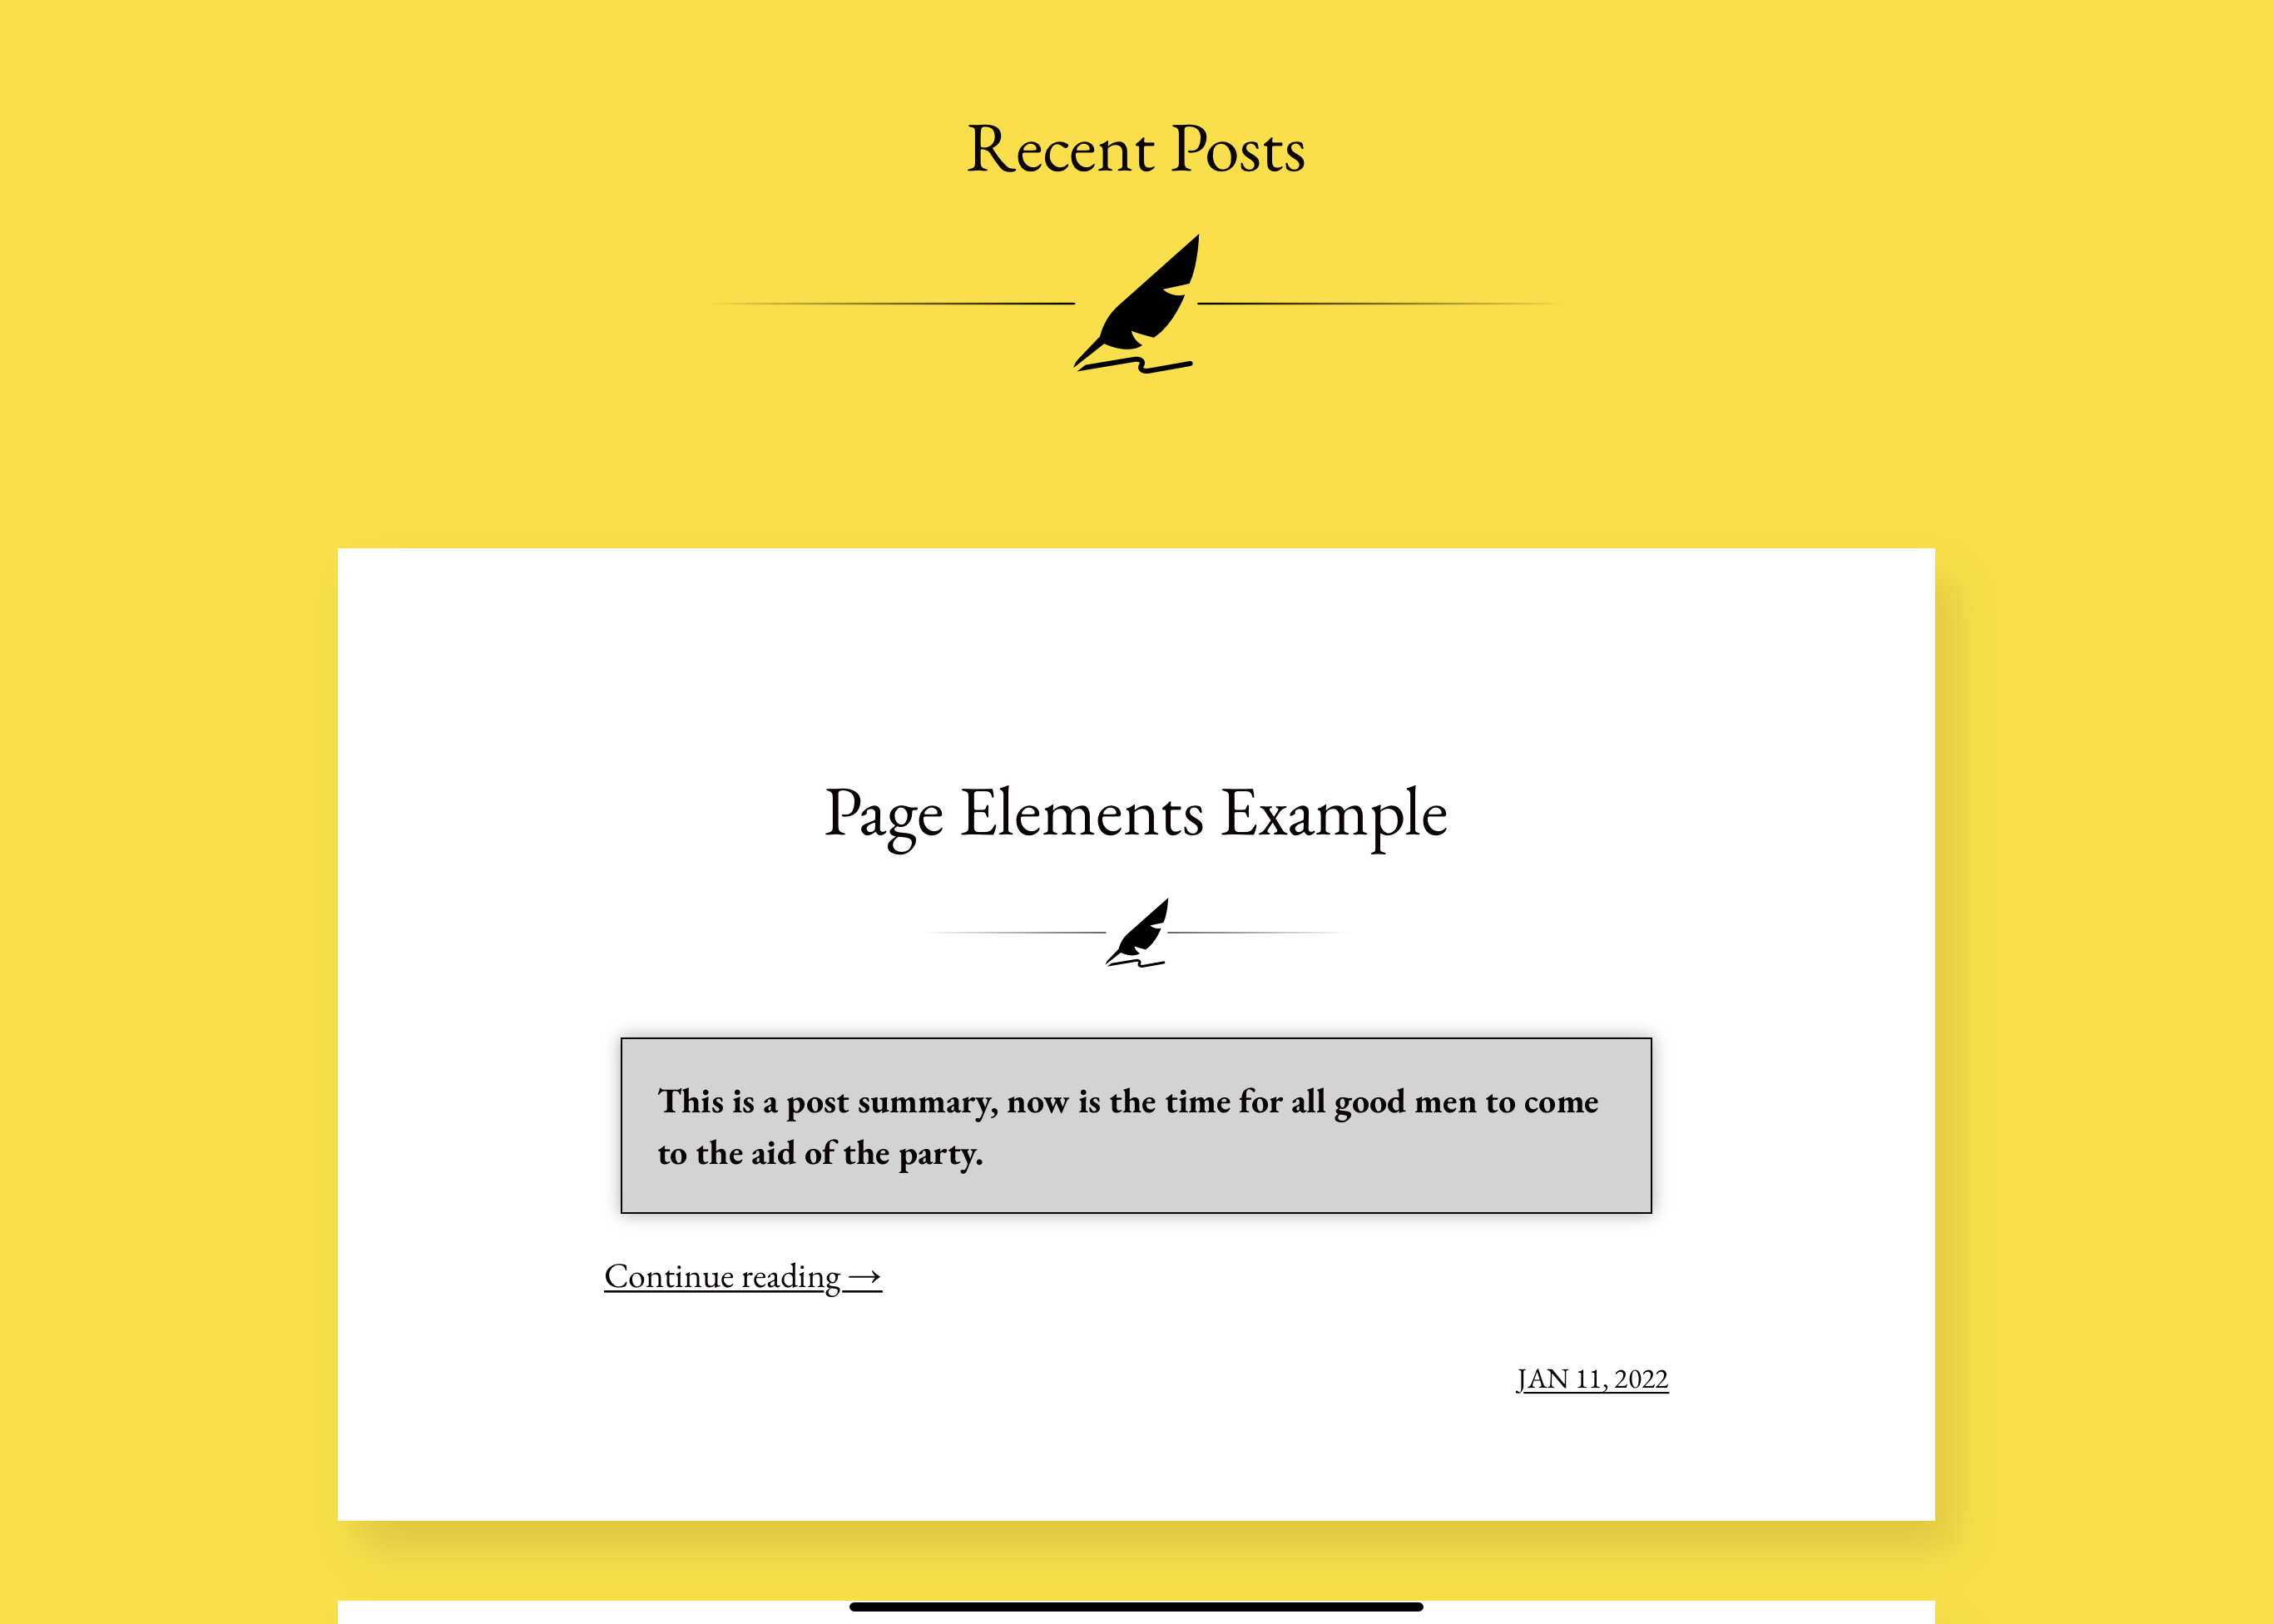 Recent Posts
Page Elements Example
This is a post summary, now is the time for all good men to come
to the aid of the party.
Continue reading →
JAN 11, 2022